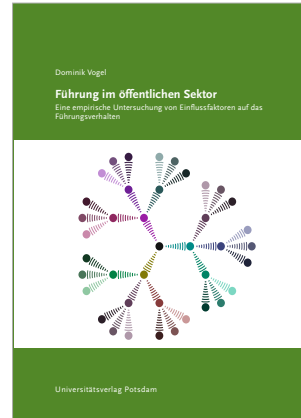 Dominik Vogel
Führung im öffentlichen Sektor
Eine empirische Untersuchung von Einflussfaktoren auf das
Führungsverhalten
Universitätsverlag Potsdam